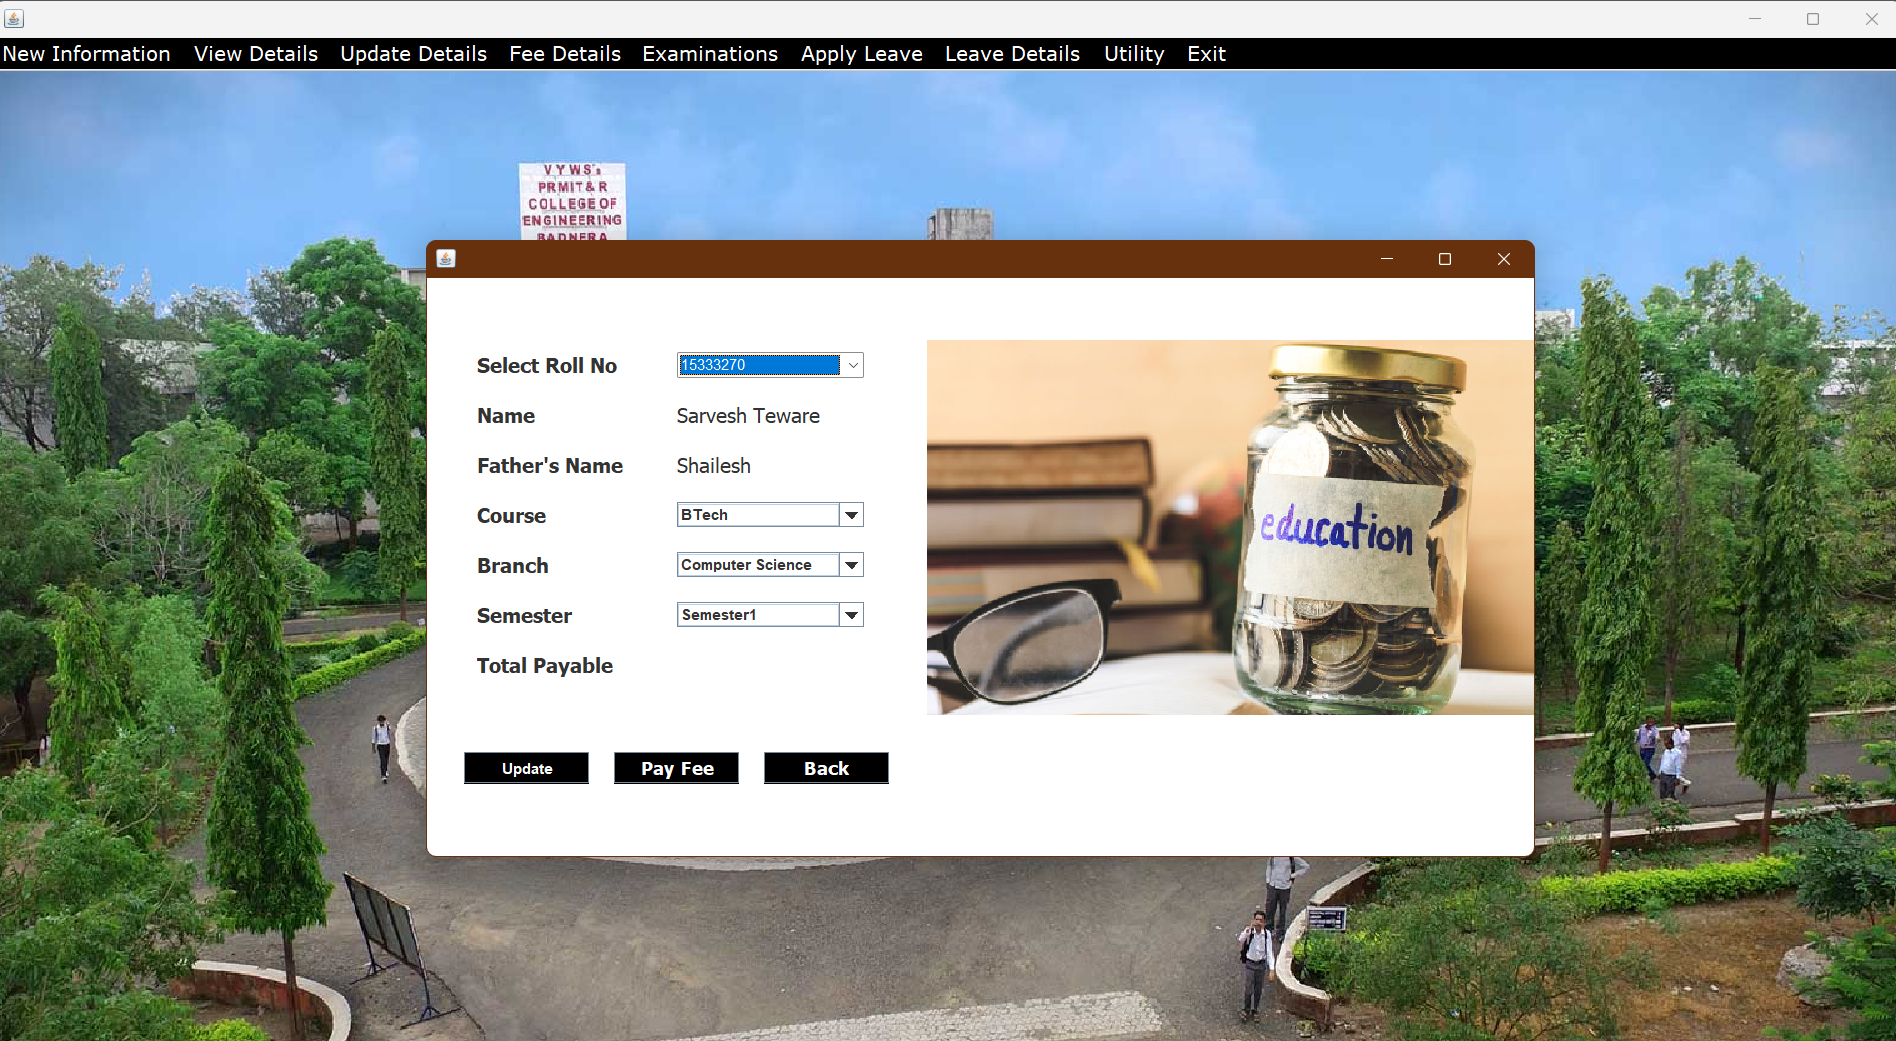 New Information View Details Update Details Fee Details Examinations Apply Leave Leave Details Utility Exit
V Y W S's
PRMIT & R
COLLEGE OF
ENGINEERING
BADNERA
Select Roll No 15333270
Name Sarvesh Teware
Father's Name Shailesh
Course BTech
Branch Computer Science
Semester Semester1
Total Payable
education
Update Pay Fee Back